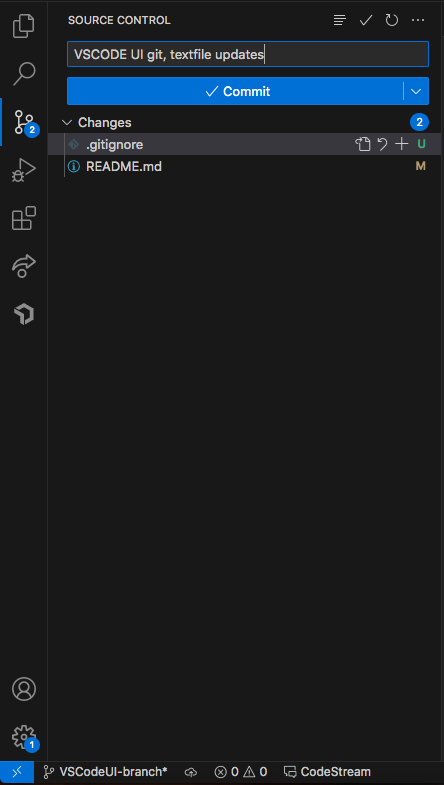 SOURCE CONTROL
VSCODE UI git, textfile updates
Commit
Changes 2
.gitignore U
README.md M
2
1
VSCodeUI-branch* 0 0 CodeStream